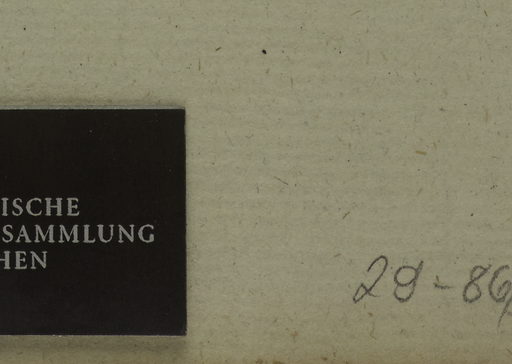 ISCHE
SAMMLUNG
HEN
29-86